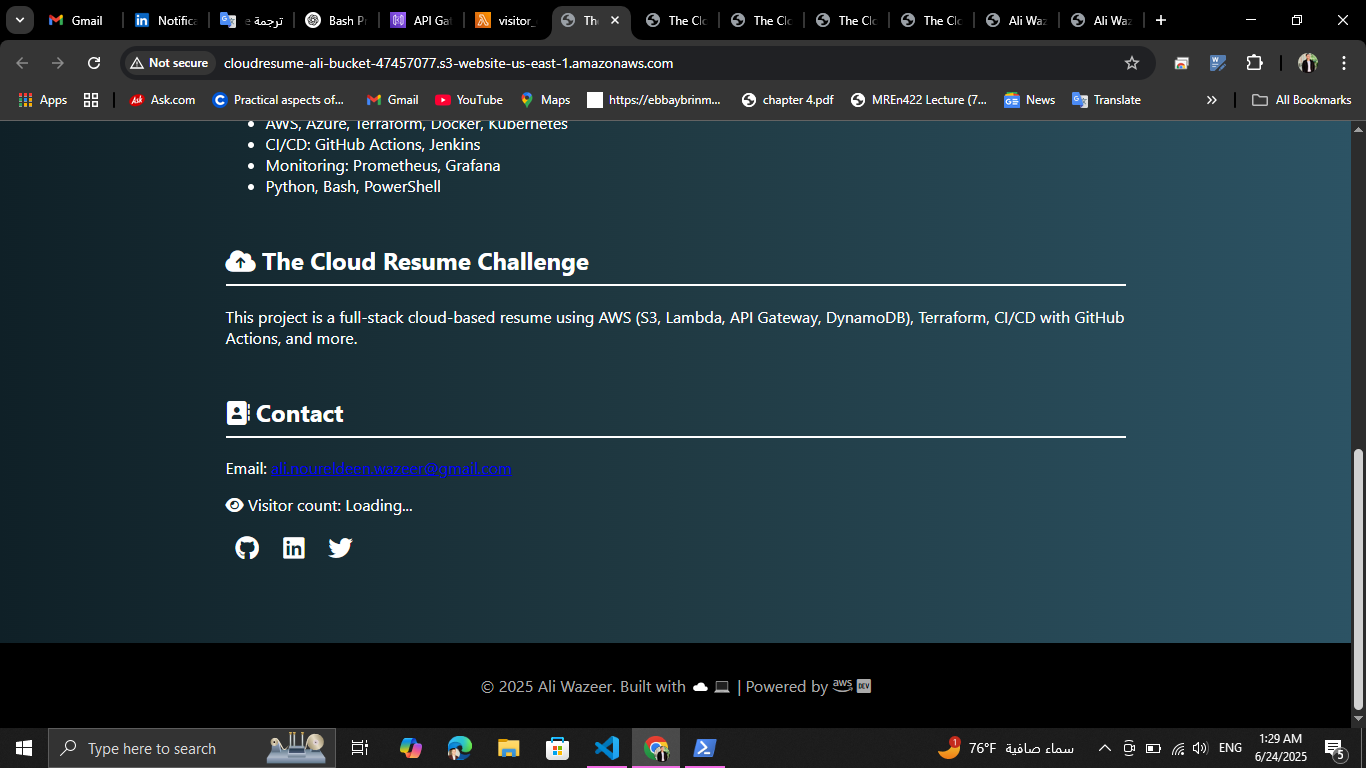 Gmail
Notifica
ترجمة e
Bash Pr
API Gat
visitor_
The
The Clo
The Clo
The Clo
The Clo
Ali Waz
Ali Waz
Not secure
cloudresume-ali-bucket-47457077.s3-website-us-east-1.amazonaws.com
Apps
Ask.com
Practical aspects of...
Gmail
YouTube
Maps
https://ebbaybrinm...
chapter 4.pdf
MREn422 Lecture (7...
News
Translate
All Bookmarks
AWS, Azure, Terraform, Docker, Kubernetes
CI/CD: GitHub Actions, Jenkins
Monitoring: Prometheus, Grafana
Python, Bash, PowerShell
The Cloud Resume Challenge
This project is a full-stack cloud-based resume using AWS (S3, Lambda, API Gateway, DynamoDB), Terraform, CI/CD with GitHub
Actions, and more.
Contact
Email: ali.noureldeen.wazeer@gmail.com
Visitor count: Loading...
© 2025 Ali Wazeer. Built with ☁️ 💻 | Powered by aws DEV
Type here to search
1
76°F سماء صافية
ENG
1:29 AM
6/24/2025
5